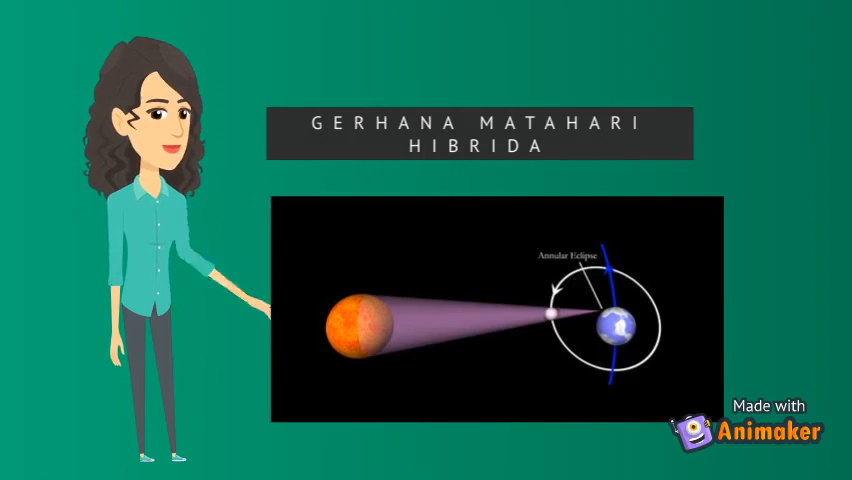 GERHANA MATAHARI
HIBRIDA
Annular Eclipse
Made with
Animaker